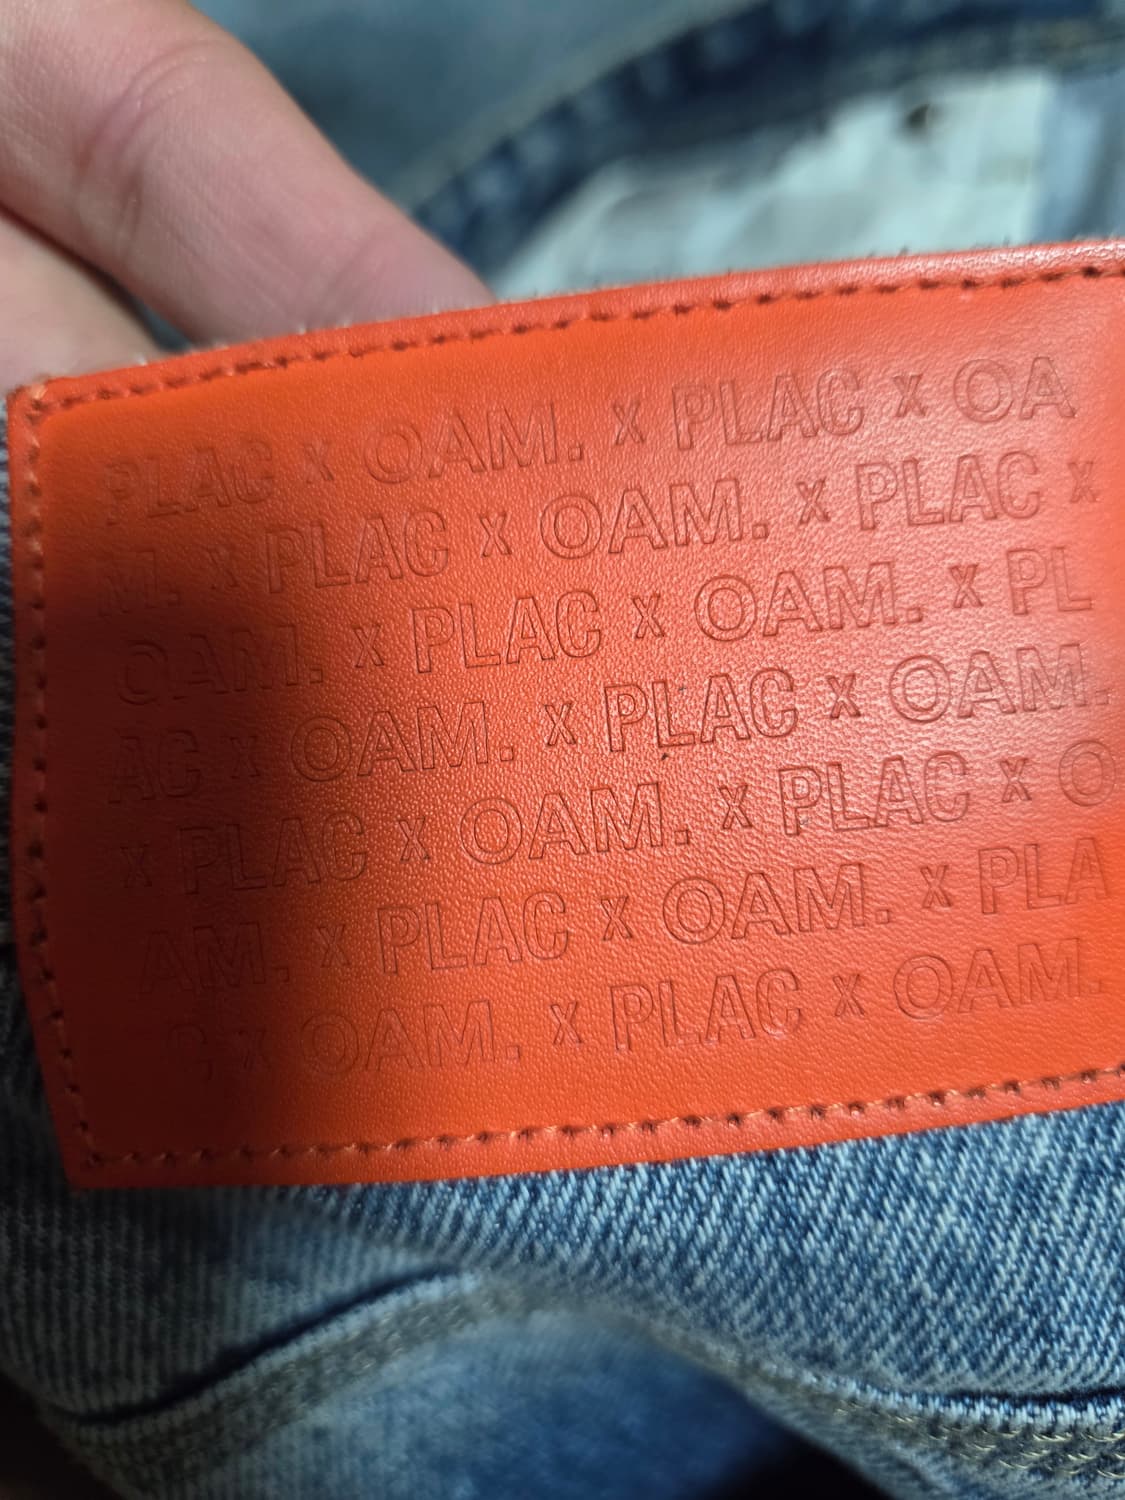 PLAC x OAM. x PLAC x OA
M. x PLAC x OAM. x PLAC x
OAM. x PLAC x OAM. x PL
AC x OAM. x PLAC x OAM.
x PLAC x OAM. x PLAC x O
AM. x PLAC x OAM. x PLA
C x OAM. x PLAC x OAM.